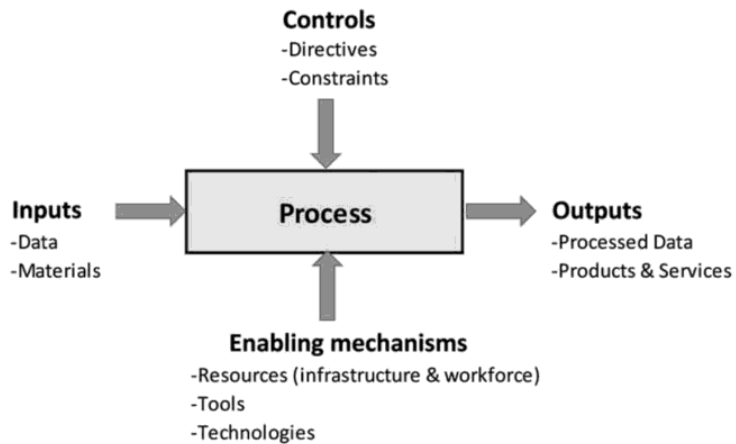 Controls
-Directives
-Constraints
Inputs
-Data
-Materials
Process
Outputs
-Processed Data
-Products & Services
Enabling mechanisms
-Resources (infrastructure & workforce)
-Tools
-Technologies